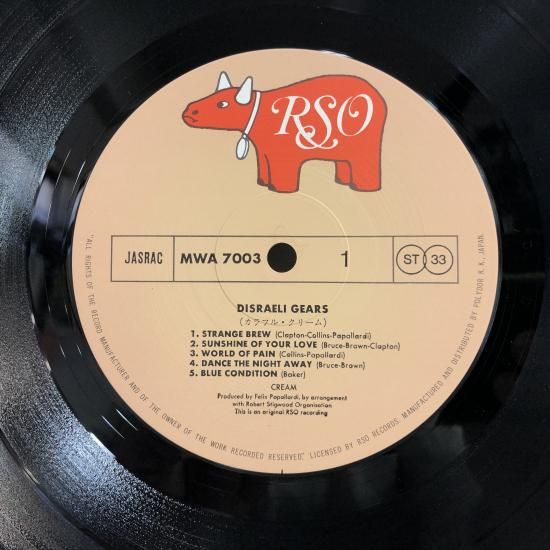 RSO
JASRAC MWA 7003 1 ST 33
DISRAELI GEARS
(カラフル・クリーム)
1. STRANGE BREW (Clapton-Collins-Papallardi)
2. SUNSHINE OF YOUR LOVE (Bruce-Brown-Clapton)
3. WORLD OF PAIN (Collins-Papallardi)
4. DANCE THE NIGHT AWAY (Bruce-Brown)
5. BLUE CONDITION (Baker)
CREAM
Produced by Felix Papallardi, by arrangement
with Robert Stigwood Organisation
This is an original RSO recording
"ALL RIGHTS OF THE RECORD MANUFACTURER AND OF THE OWNER OF THE WORK RECORDED RESERVED." LICENSED BY RSO RECORDS. MANUFACTURED AND DISTRIBUTED BY POLYDOR K. K., JAPAN.